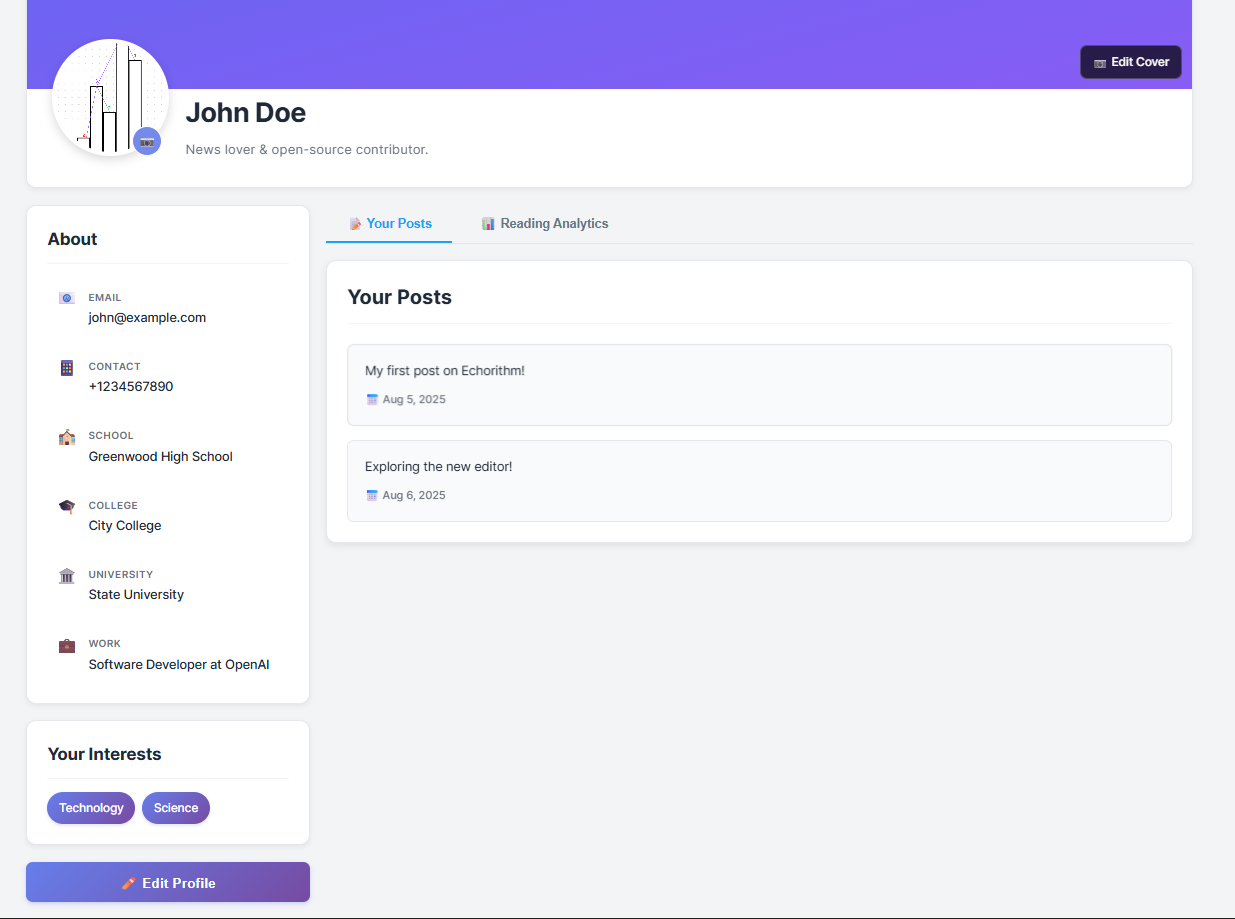 Edit Cover
John Doe
News lover & open-source contributor.
About
EMAIL
john@example.com
CONTACT
+1234567890
SCHOOL
Greenwood High School
COLLEGE
City College
UNIVERSITY
State University
WORK
Software Developer at OpenAI
Your Interests
Technology Science
Edit Profile
Your Posts Reading Analytics
Your Posts
My first post on Echorithm!
Aug 5, 2025
Exploring the new editor!
Aug 6, 2025